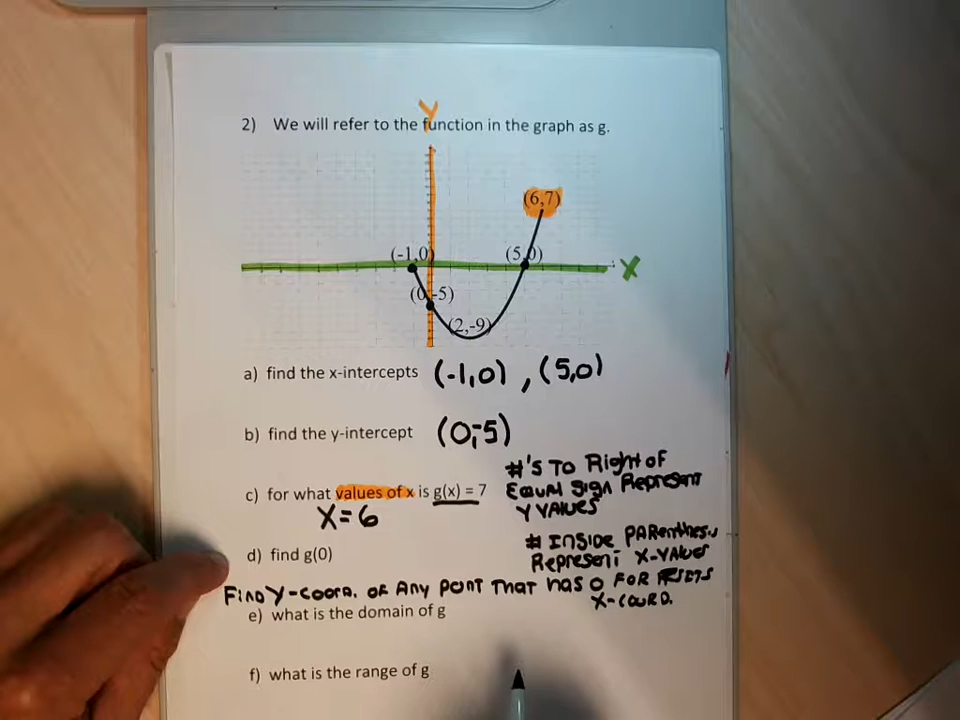 Y
2) We will refer to the function in the graph as g.
(6,7)
(-1,0)
(5,0)
X
(0,-5)
(2,-9)
a) find the x-intercepts (-1,0) , (5,0)
b) find the y-intercept (0,-5)
#'s To Right of
Equal Sign Represent
Y Values
c) for what values of x is g(x) = 7
X=6
# Inside Parenthesis
Represent X-Values
d) find g(0)
Find Y-Coord. of Any Point That has 0 For
X-Coord.
e) what is the domain of g
f) what is the range of g